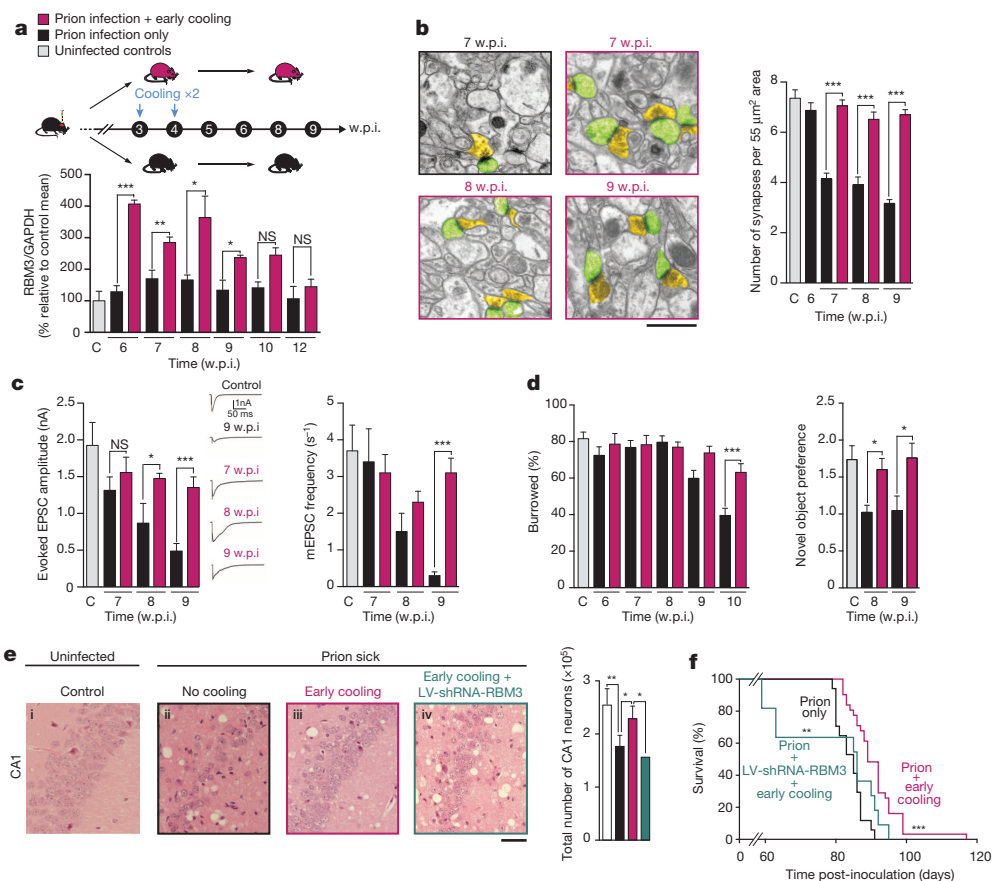 a
Prion infection + early cooling
Prion infection only
Uninfected controls
Cooling ×2
3 4 5 6 8 9 w.p.i.
RBM3/GAPDH
(% relative to control mean)
500
400
300
200
100
0
*** ** * * NS NS
C 6 7 8 9 10 12
Time (w.p.i.)
b
7 w.p.i. 7 w.p.i.
8 w.p.i. 9 w.p.i.
Number of synapses per 55 µm² area
8
6
4
2
0
*** *** ***
C 6 7 8 9
Time (w.p.i.)
c
Evoked EPSC amplitude (nA)
2.5
2.0
1.5
1.0
0.5
0
NS * ***
C 7 8 9
Time (w.p.i.)
Control
1nA
50 ms
9 w.p.i
7 w.p.i
8 w.p.i
9 w.p.i
mEPSC frequency (s⁻¹)
5
4
3
2
1
0
***
C 7 8 9
Time (w.p.i.)
d
Burrowed (%)
100
80
60
40
20
0
***
C 6 7 8 9 10
Time (w.p.i.)
Novel object preference
2.5
2.0
1.5
1.0
0
* *
C 8 9
Time (w.p.i.)
e
Uninfected Prion sick
Control No cooling Early cooling Early cooling +
LV-shRNA-RBM3
CA1
i ii iii iv
Total number of CA1 neurons (×10⁵)
3
2
1
0
** * *
f
Survival (%)
100
80
60
40
20
0
Prion
only
**
Prion
+
LV-shRNA-RBM3
+
early cooling
Prion
+
early
cooling
***
0 60 80 100 120
Time post-inoculation (days)